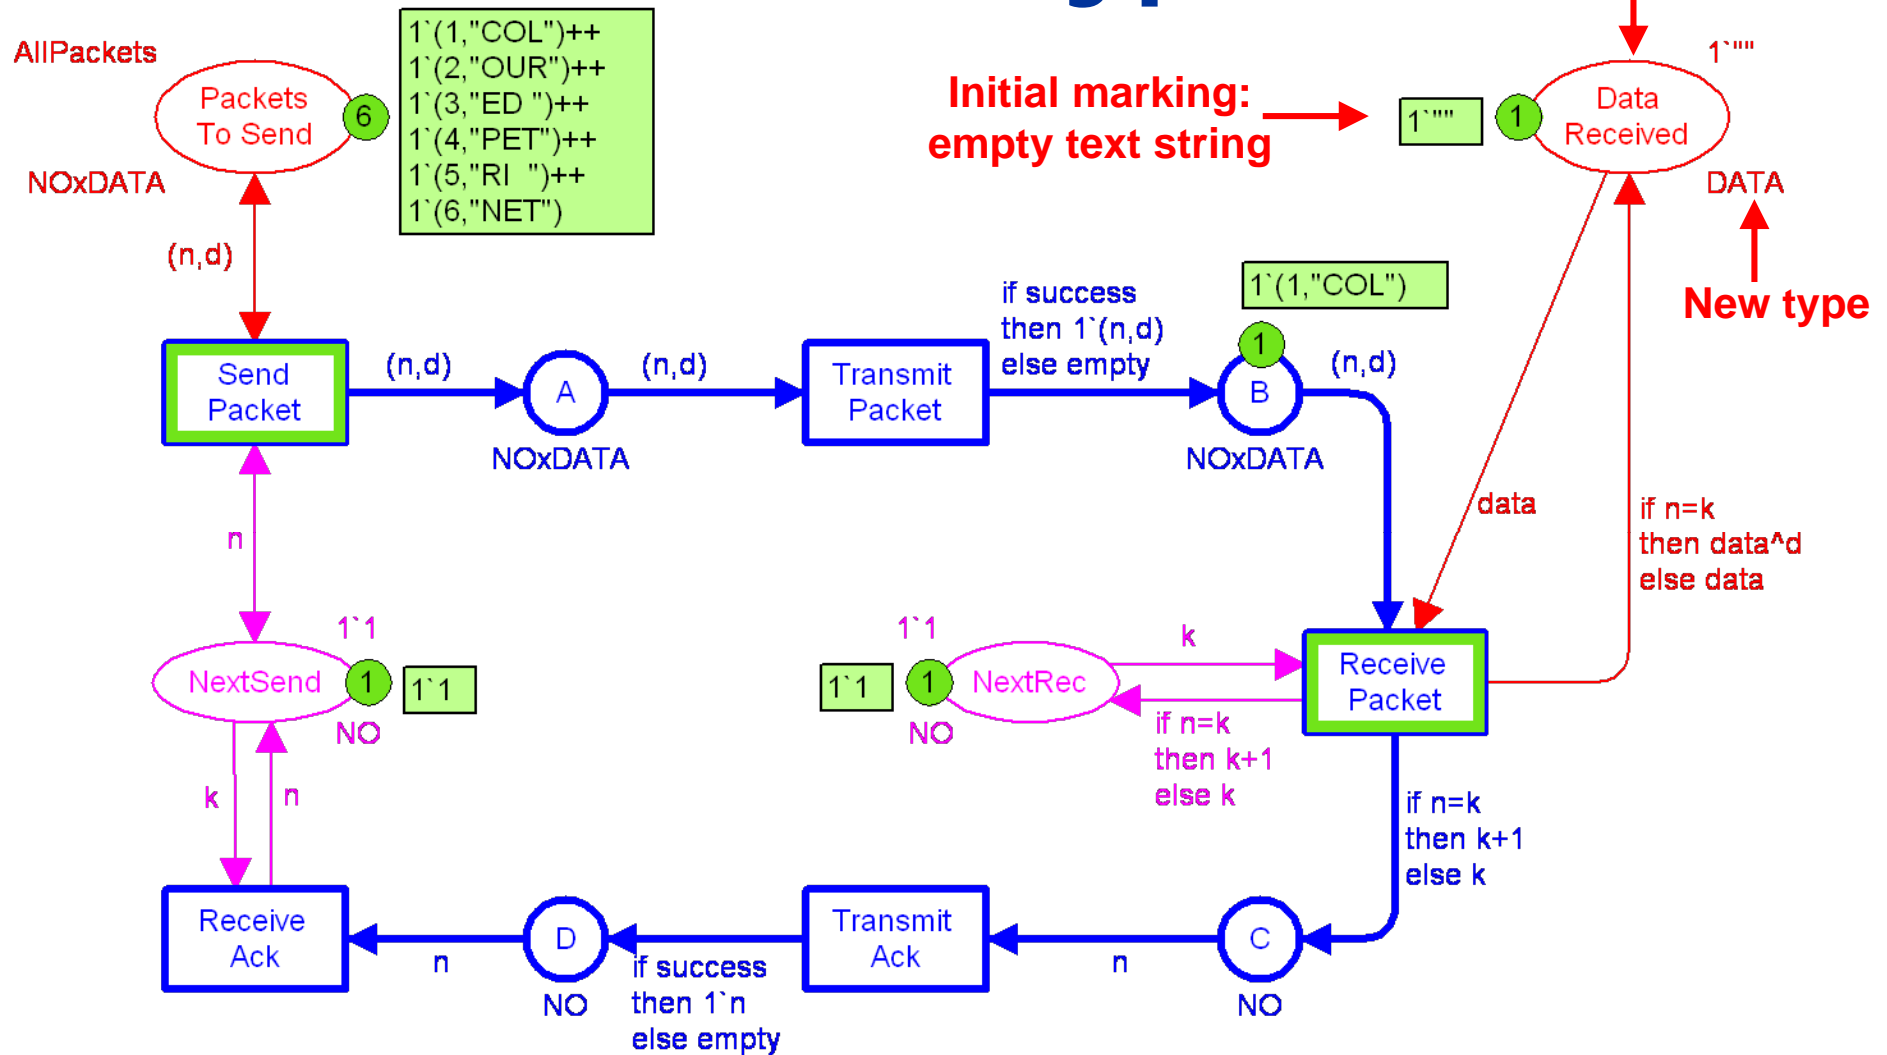 AllPackets
1`(1,"COL")++
1`(2,"OUR")++
1`(3,"ED ")++
1`(4,"PET")++
1`(5,"RI  ")++
1`(6,"NET")
Packets
To Send
6
NOxDATA
(n,d)
Initial marking:
empty text string
1`""
1`""
1
Data
Received
DATA
New type
Send
Packet
(n,d)
A
NOxDATA
(n,d)
Transmit
Packet
if success
then 1`(n,d)
else empty
1`(1,"COL")
1
B
NOxDATA
(n,d)
data
if n=k
then data^d
else data
n
1`1
NextSend
1
1`1
NO
1`1
1`1
1
NextRec
NO
k
if n=k
then k+1
else k
Receive
Packet
if n=k
then k+1
else k
k
n
Receive
Ack
n
D
NO
if success
then 1`n
else empty
Transmit
Ack
n
C
NO